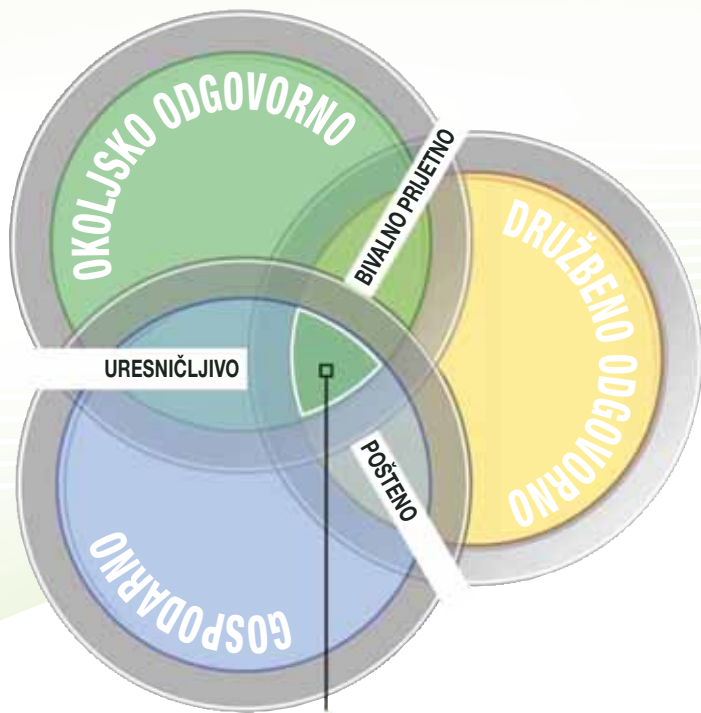 OKOLJSKO ODGOVORNO
BIVALNO PRIJETNO
DRUŽBENO ODGOVORNO
URESNIČLJIVO
POŠTENO
GOSPODARNO